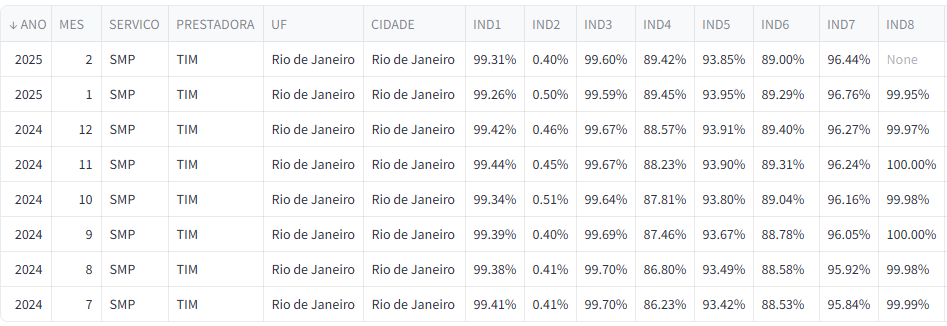 ↓ ANO MES SERVICO PRESTADORA UF CIDADE IND1 IND2 IND3 IND4 IND5 IND6 IND7 IND8
2025 2 SMP TIM Rio de Janeiro Rio de Janeiro 99.31% 0.40% 99.60% 89.42% 93.85% 89.00% 96.44% None
2025 1 SMP TIM Rio de Janeiro Rio de Janeiro 99.26% 0.50% 99.59% 89.45% 93.95% 89.29% 96.76% 99.95%
2024 12 SMP TIM Rio de Janeiro Rio de Janeiro 99.42% 0.46% 99.67% 88.57% 93.91% 89.40% 96.27% 99.97%
2024 11 SMP TIM Rio de Janeiro Rio de Janeiro 99.44% 0.45% 99.67% 88.23% 93.90% 89.31% 96.24% 100.00%
2024 10 SMP TIM Rio de Janeiro Rio de Janeiro 99.34% 0.51% 99.64% 87.81% 93.80% 89.04% 96.16% 99.98%
2024 9 SMP TIM Rio de Janeiro Rio de Janeiro 99.39% 0.40% 99.69% 87.46% 93.67% 88.78% 96.05% 100.00%
2024 8 SMP TIM Rio de Janeiro Rio de Janeiro 99.38% 0.41% 99.70% 86.80% 93.49% 88.58% 95.92% 99.98%
2024 7 SMP TIM Rio de Janeiro Rio de Janeiro 99.41% 0.41% 99.70% 86.23% 93.42% 88.53% 95.84% 99.99%